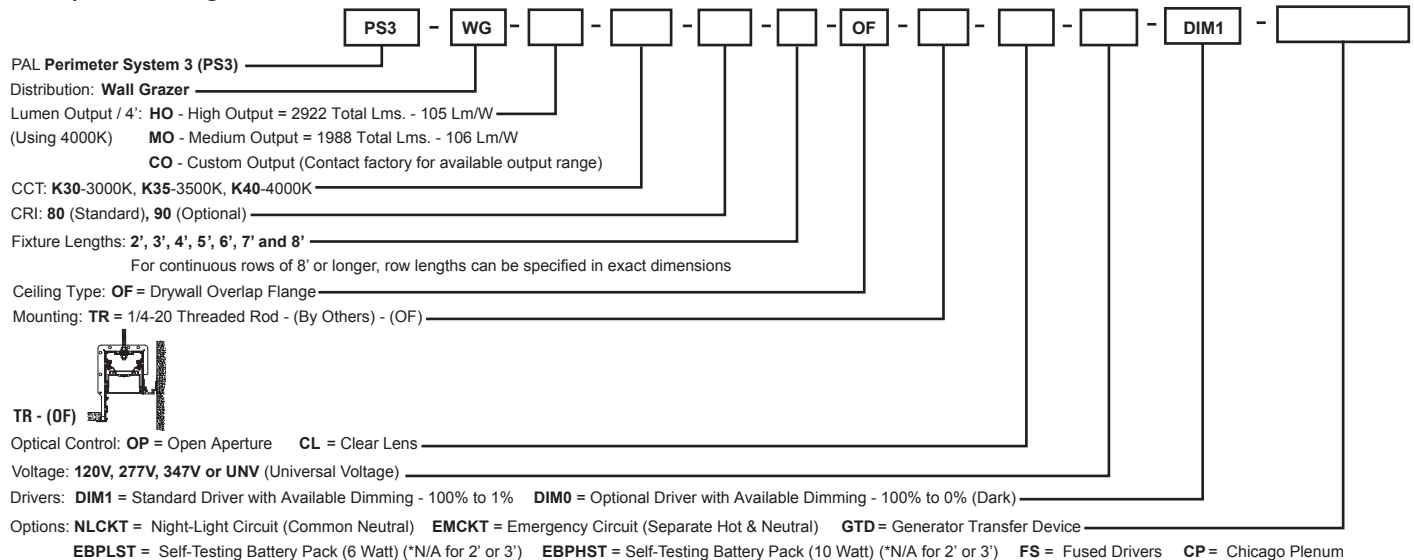 PS3 - WG - - - - - OF - - - - DIM1 -
PAL Perimeter System 3 (PS3)
Distribution: Wall Grazer
Lumen Output / 4': HO - High Output = 2922 Total Lms. - 105 Lm/W
(Using 4000K) MO - Medium Output = 1988 Total Lms. - 106 Lm/W
CO - Custom Output (Contact factory for available output range)
CCT: K30-3000K, K35-3500K, K40-4000K
CRI: 80 (Standard), 90 (Optional)
Fixture Lengths: 2', 3', 4', 5', 6', 7' and 8'
For continuous rows of 8' or longer, row lengths can be specified in exact dimensions
Ceiling Type: OF = Drywall Overlap Flange
Mounting: TR = 1/4-20 Threaded Rod - (By Others) - (OF)
TR - (OF)
Optical Control: OP = Open Aperture CL = Clear Lens
Voltage: 120V, 277V, 347V or UNV (Universal Voltage)
Drivers: DIM1 = Standard Driver with Available Dimming - 100% to 1% DIM0 = Optional Driver with Available Dimming - 100% to 0% (Dark)
Options: NLCKT = Night-Light Circuit (Common Neutral) EMCKT = Emergency Circuit (Separate Hot & Neutral) GTD = Generator Transfer Device
EBPLST = Self-Testing Battery Pack (6 Watt) (*N/A for 2' or 3') EBPHST = Self-Testing Battery Pack (10 Watt) (*N/A for 2' or 3') FS = Fused Drivers CP = Chicago Plenum